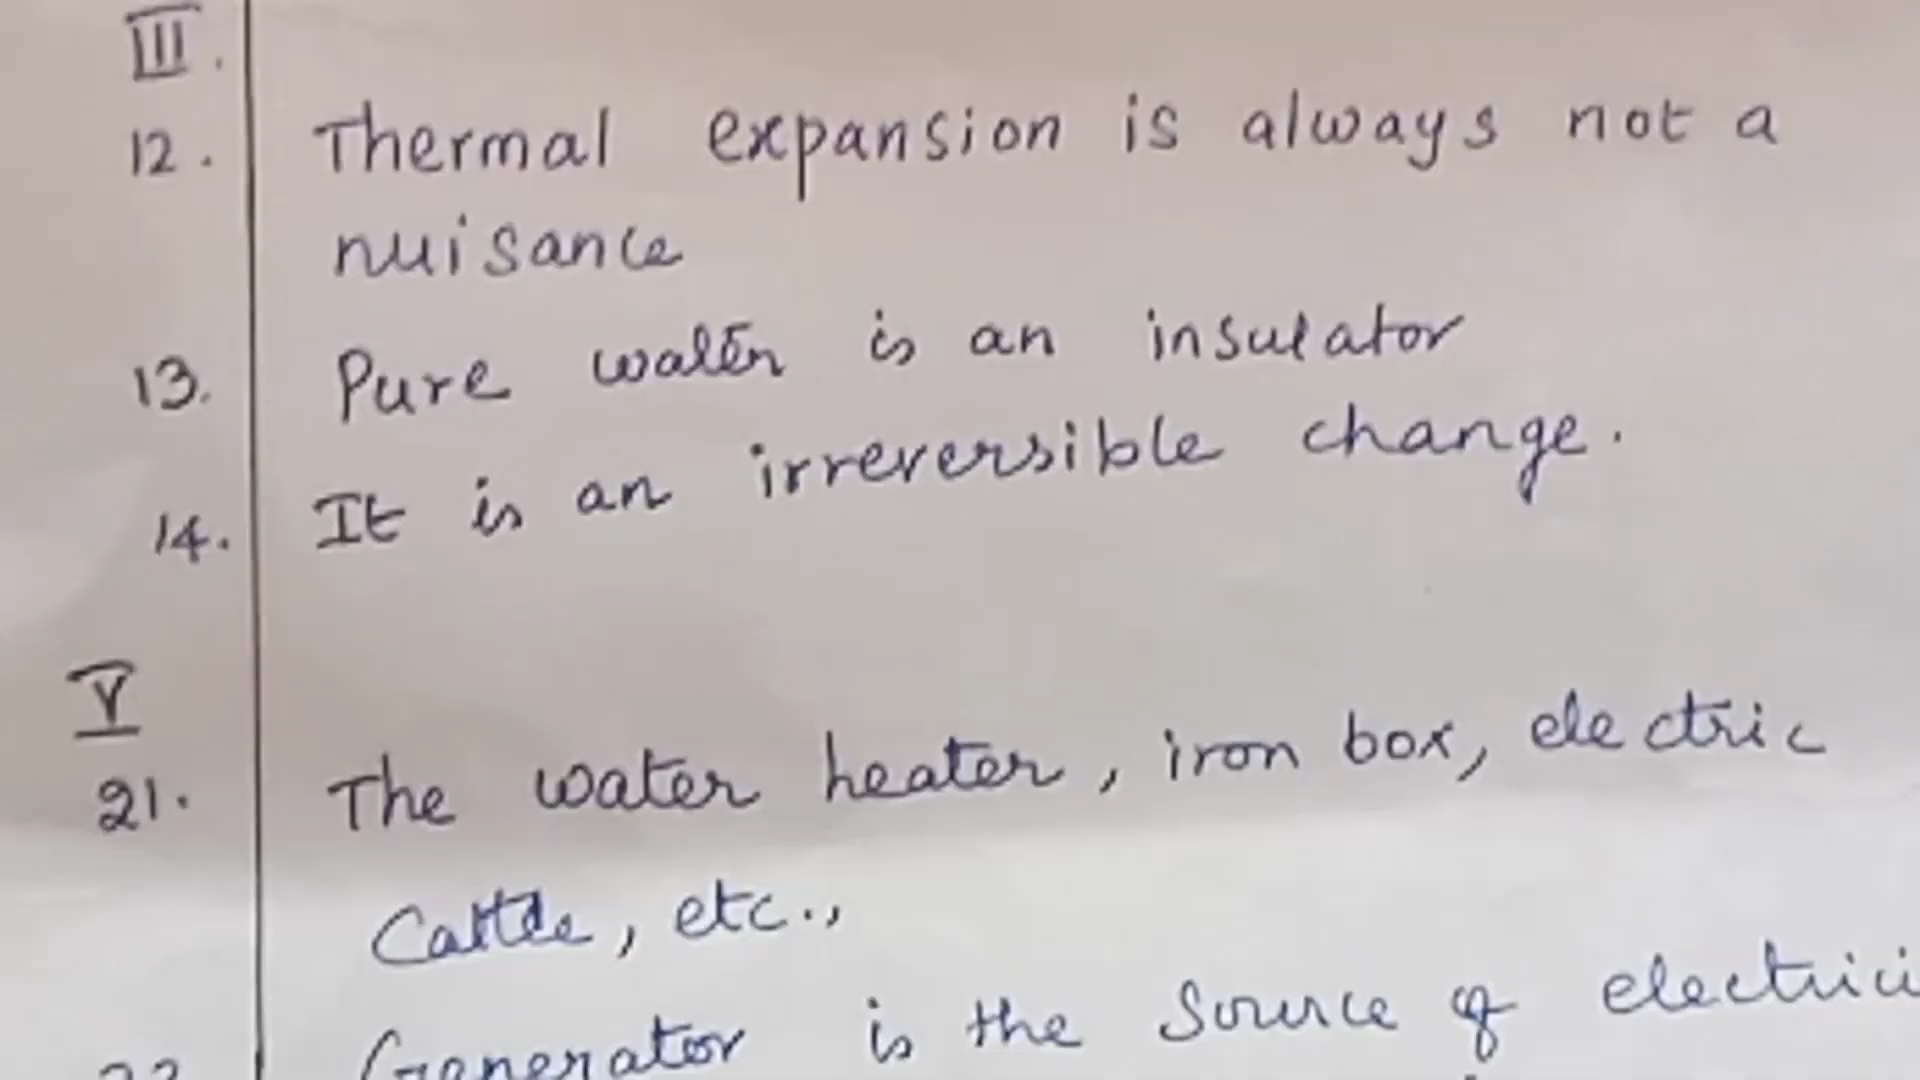 III.
12. Thermal expansion is always not a
nuisance
13. Pure water is an insulator
14. It is an irreversible change.
V
21. The water heater, iron box, electric
Cattle, etc.,
Generator is the Source of